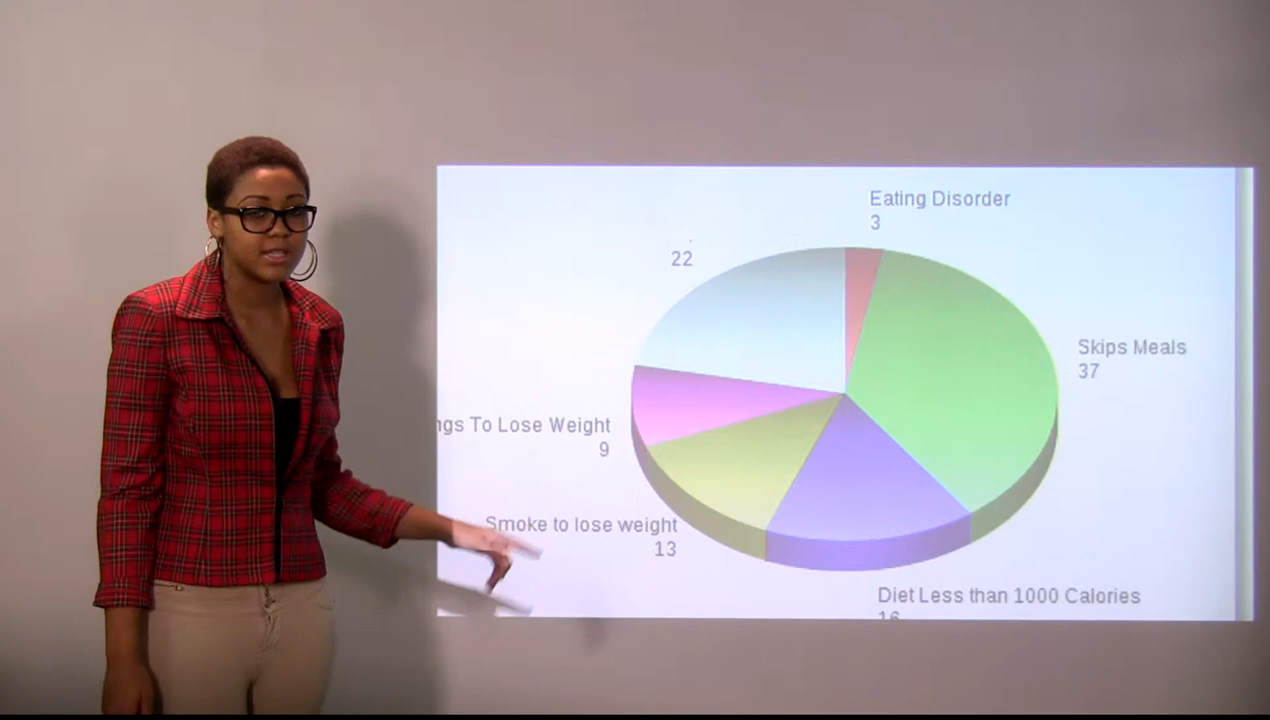 Eating Disorder
3
22
Skips Meals
37
To Lose Weight
9
Smoke to lose weight
13
Diet Less than 1000 Calories
16